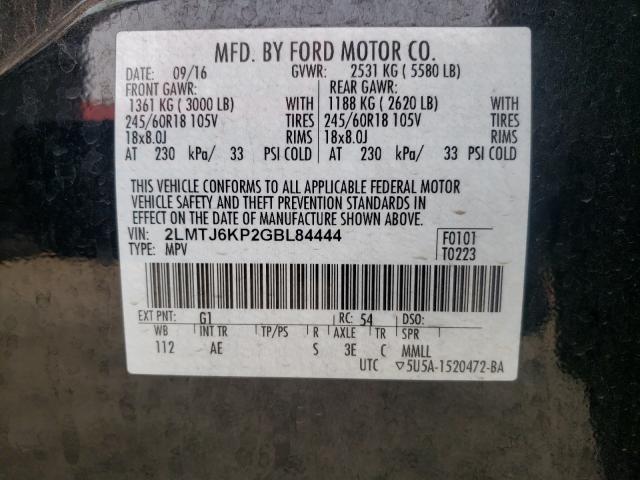 MFD. BY FORD MOTOR CO.
DATE: 09/16 GVWR: 2531 KG ( 5580 LB)
FRONT GAWR: REAR GAWR:
1361 KG ( 3000 LB) WITH 1188 KG ( 2620 LB) WITH
245/60R18 105V TIRES 245/60R18 105V TIRES
18x8.0J RIMS 18x8.0J RIMS
AT 230 kPa/ 33 PSI COLD AT 230 kPa/ 33 PSI COLD
THIS VEHICLE CONFORMS TO ALL APPLICABLE FEDERAL MOTOR
VEHICLE SAFETY AND THEFT PREVENTION STANDARDS IN
EFFECT ON THE DATE OF MANUFACTURE SHOWN ABOVE.
VIN: 2LMTJ6KP2GBL84444 F0101
TYPE: MPV T0223
EXT PNT: G1 RC: 54 DSO:
WB INT TR TP/PS R AXLE TR SPR
112 AE S 3E C MMLL
UTC ▽5U5A-1520472-BA